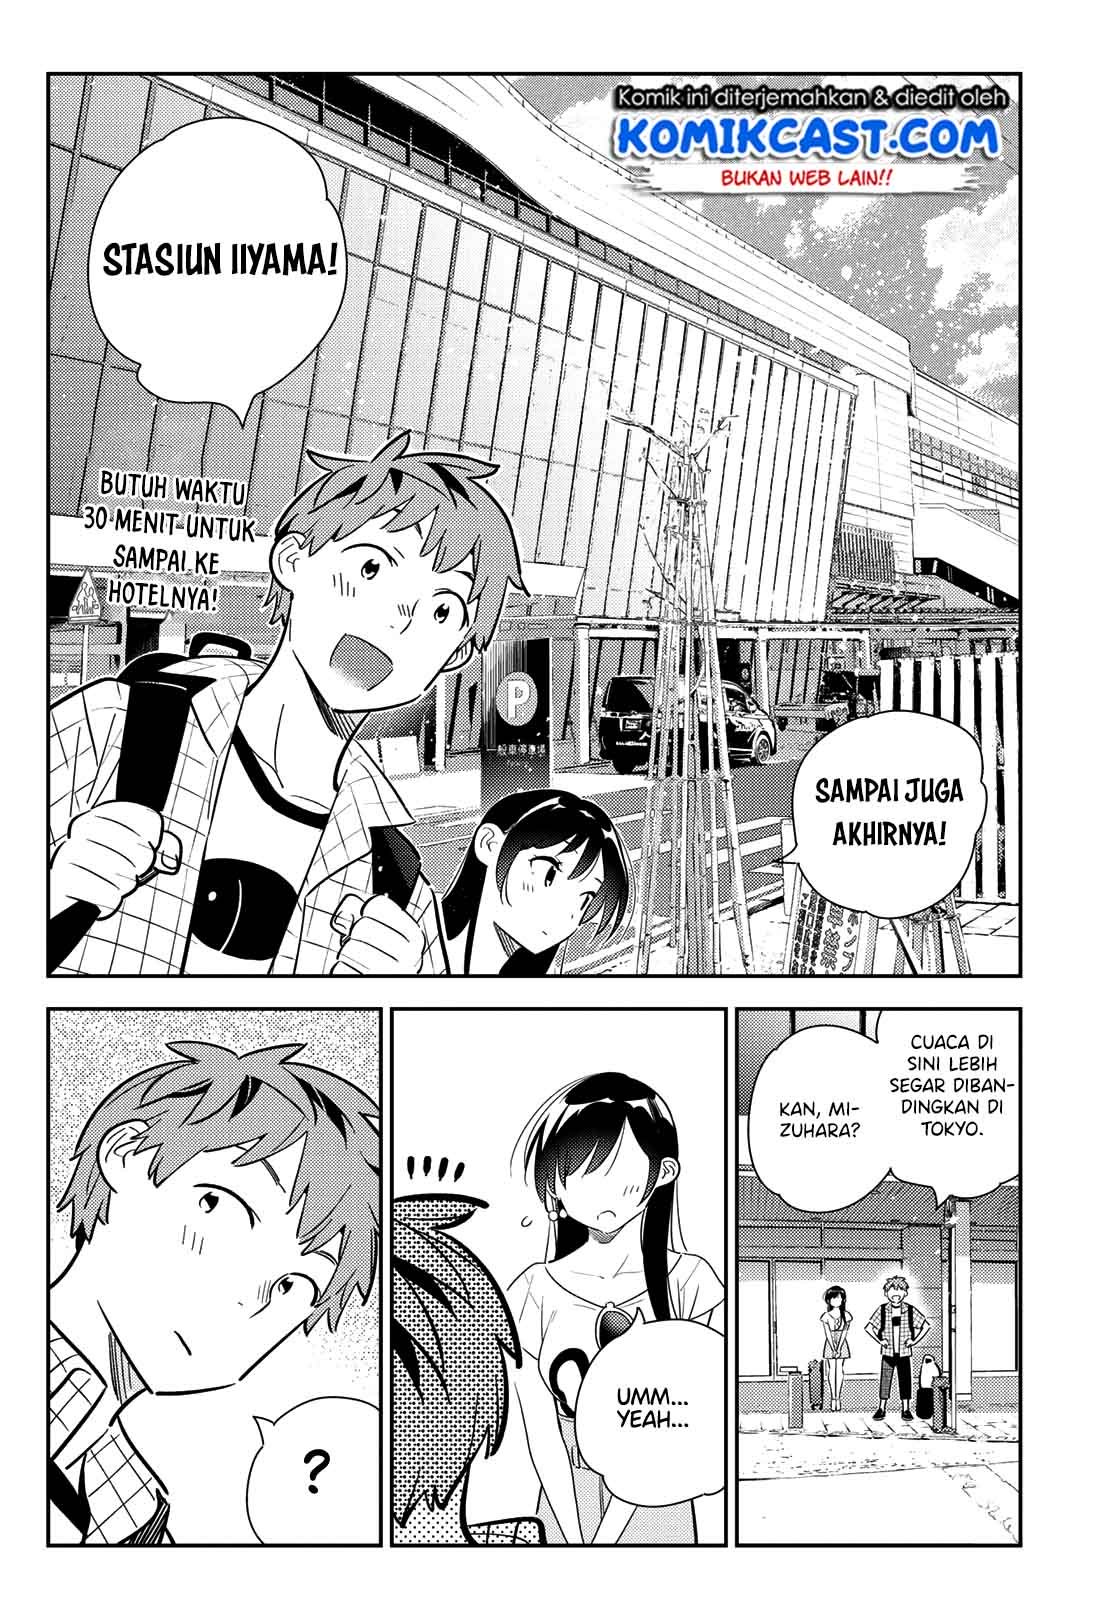 Komik ini diterjemahkan & diedit oleh
KOMIKCAST.COM
BUKAN WEB LAIN!!
SAMPAI JUGA
AKHIRNYA!
STASIUN IIYAMA!
BUTUH WAKTU
30 MENIT UNTUK
SAMPAI KE
HOTELNYA!
P
CUACA DI
SINI LEBIH
SEGAR DIBAN-
DINGKAN DI
TOKYO.
KAN, MI-
ZUHARA?
UMM...
YEAH...
?